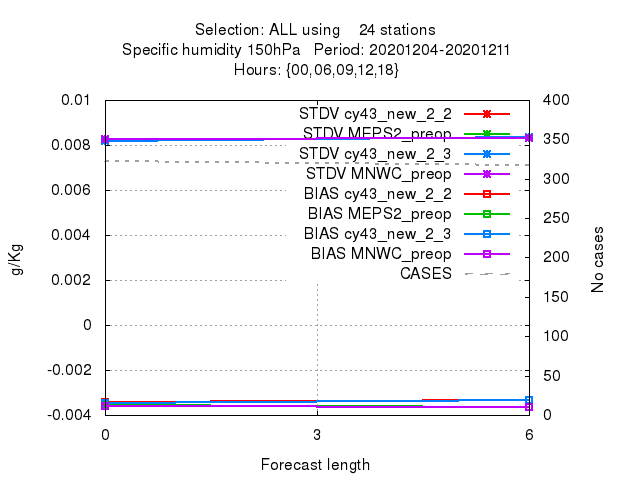 Selection: ALL using 24 stations
Specific humidity 150hPa Period: 20201204-20201211
Hours: {00,06,09,12,18}
0.01
0.008
0.006
0.004
0.002
0
-0.002
-0.004
g/Kg
STDV cy43_new_2_2
STDV MEPS2_preop
STDV cy43_new_2_3
STDV MNWC_preop
BIAS cy43_new_2_2
BIAS MEPS2_preop
BIAS cy43_new_2_3
BIAS MNWC_preop
CASES
400
350
300
250
200
150
100
50
0
No cases
0 3 6
Forecast length